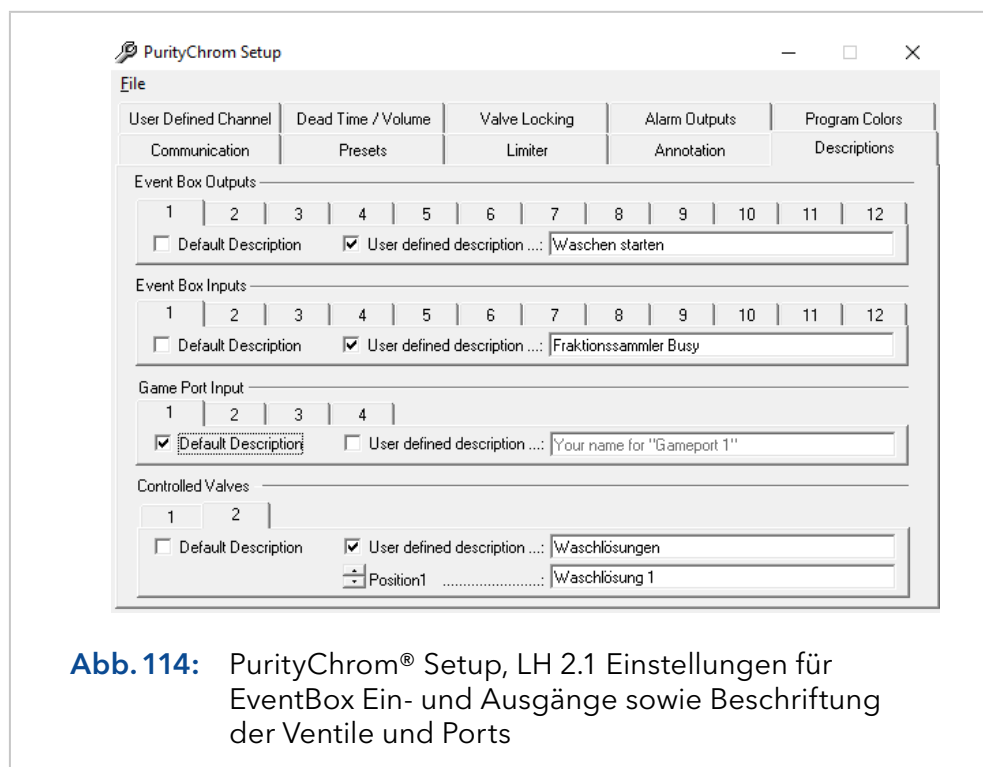 PurityChrom Setup
File
User Defined Channel Dead Time / Volume Valve Locking Alarm Outputs Program Colors
Communication Presets Limiter Annotation Descriptions
Event Box Outputs
1 2 3 4 5 6 7 8 9 10 11 12
Default Description User defined description ...: Waschen starten
Event Box Inputs
1 2 3 4 5 6 7 8 9 10 11 12
Default Description User defined description ...: Fraktionssammler Busy
Game Port Input
1 2 3 4
Default Description User defined description ...: Your name for "Gameport 1"
Controlled Valves
1 2
Default Description User defined description ...: Waschlösungen
Position1 ........................: Waschlösung 1
Abb. 114: PurityChrom® Setup, LH 2.1 Einstellungen für
EventBox Ein- und Ausgänge sowie Beschriftung
der Ventile und Ports